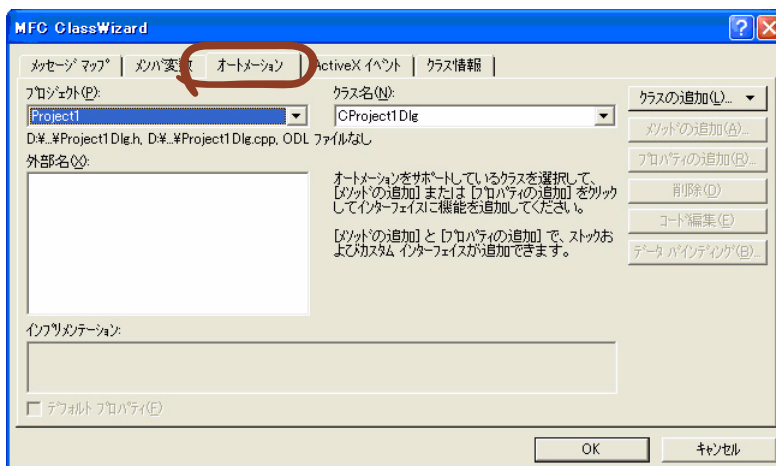 MFC ClassWizard
メッセージ マップ
メンバ変数
オートメーション
ActiveX イベント
クラス情報
プロジェクト(P):
クラス名(N):
Project1
CProject1Dlg
クラスの追加(L)...
D:¥...¥Project1Dlg.h, D:¥...¥Project1Dlg.cpp, ODL ファイルなし
メソッドの追加(A)...
外部名(X):
プロパティの追加(R)...
オートメーションをサポートしているクラスを選択して、
[メソッドの追加] または [プロパティの追加] をクリック
してインターフェイスに機能を追加してください。
削除(D)
コード編集(E)
[メソッドの追加] と [プロパティの追加] で、ストックお
よびカスタム インターフェイスが追加できます。
データ バインディング(B)...
インプリメンテーション:
デフォルト プロパティ(F)
OK
キャンセル